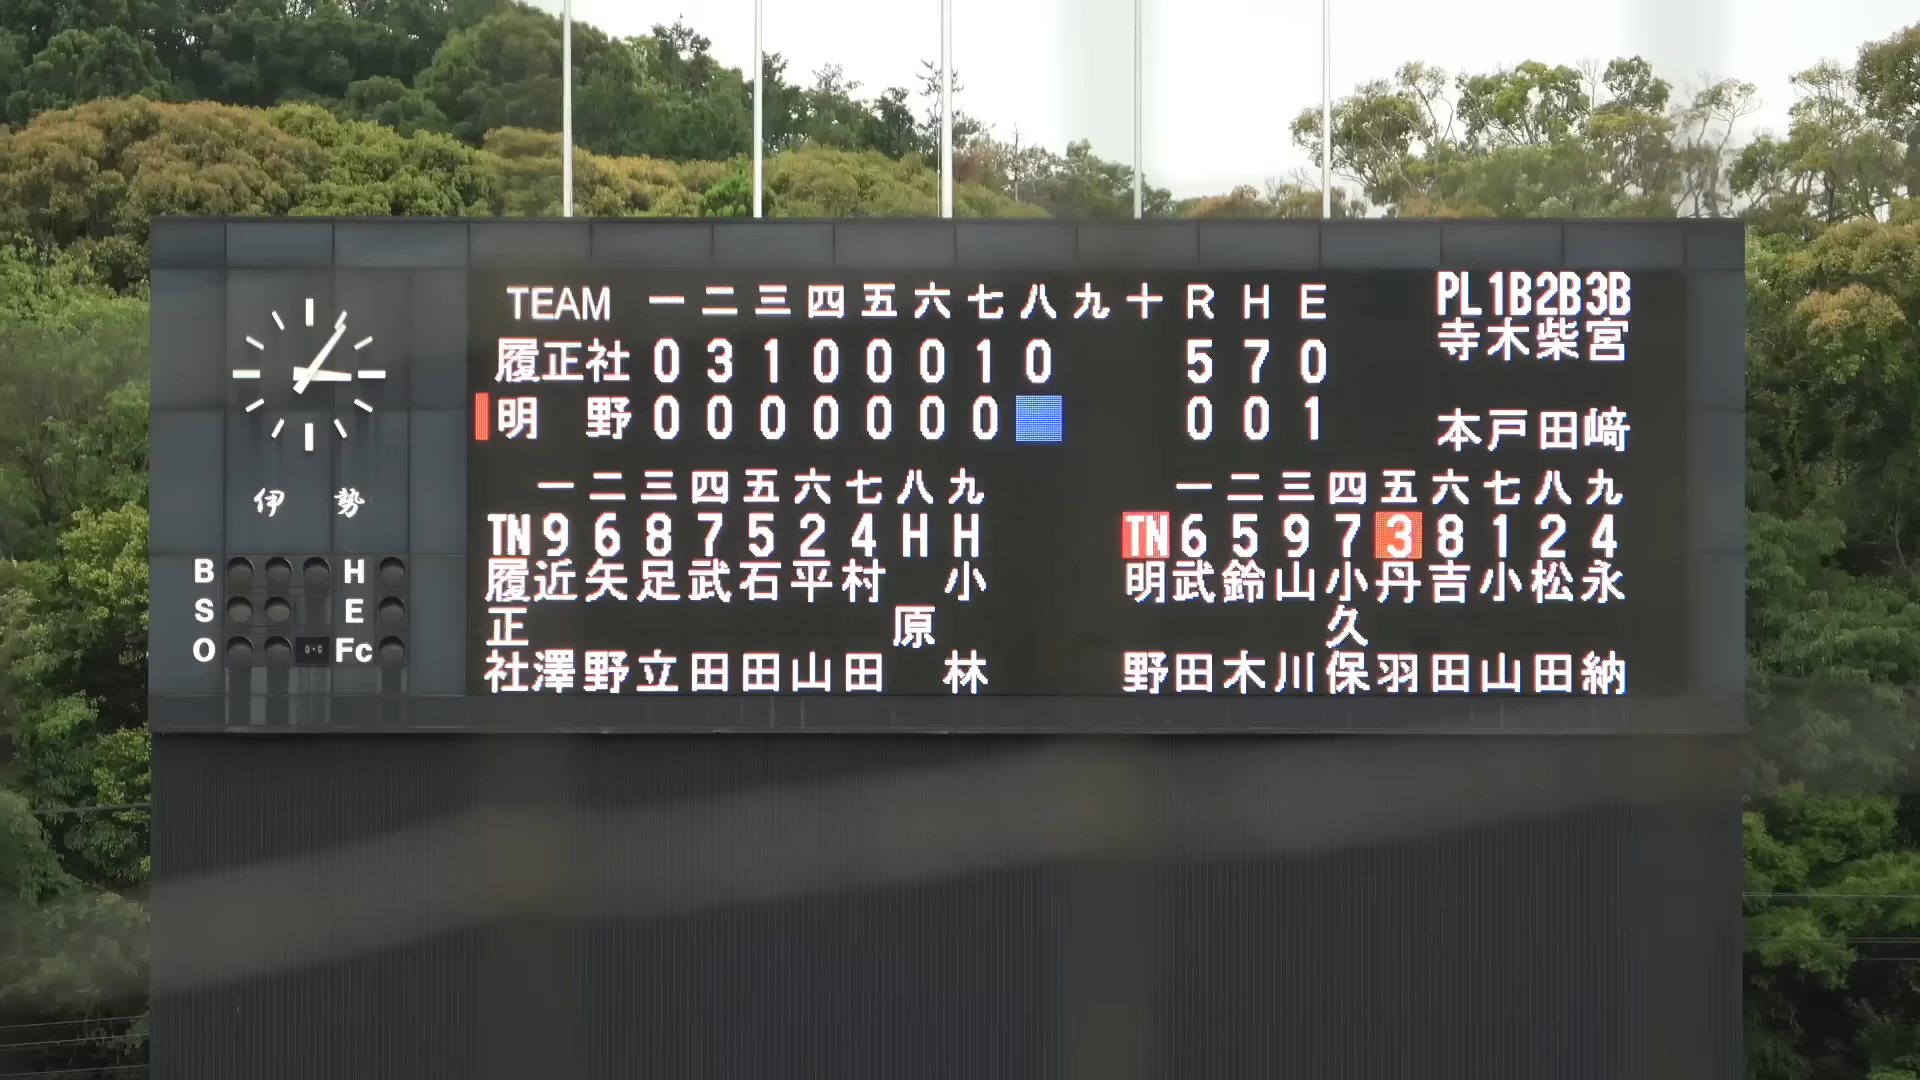 TEAM 一 二 三 四 五 六 七 八 九 十 R H E
履正社 0 3 1 0 0 0 1 0 5 7 0
明 野 0 0 0 0 0 0 0 0 0 1
PL 1B 2B 3B
寺 木 柴 宮
本 戸 田 﨑
伊 勢
B H
S E
O 0-0 Fc
一 二 三 四 五 六 七 八 九
TN 9 6 8 7 5 2 4 H H
履 近 矢 足 武 石 平 村 小
正 原
社 澤 野 立 田 田 山 田 林
一 二 三 四 五 六 七 八 九
TN 6 5 9 7 3 8 1 2 4
明 武 鈴 山 小 丹 吉 小 松 永
久
野 田 木 川 保 羽 田 山 田 納